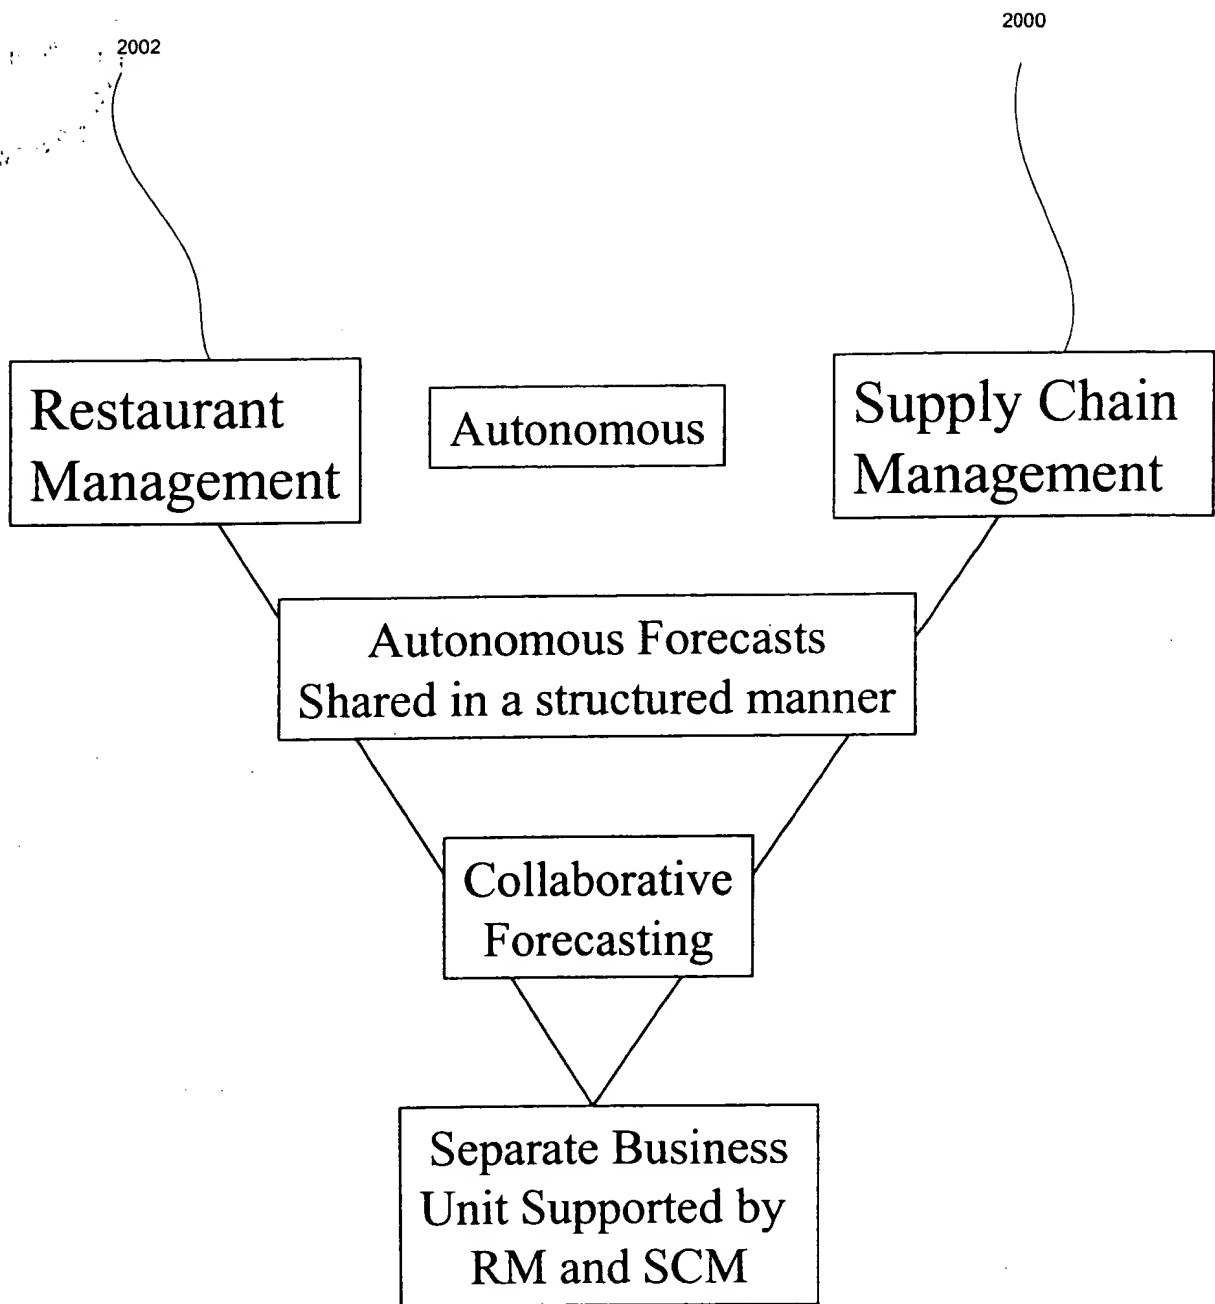 2002
2000
Restaurant
Management
Autonomous
Supply Chain
Management
Autonomous Forecasts
Shared in a structured manner
Collaborative
Forecasting
Separate Business
Unit Supported by
RM and SCM